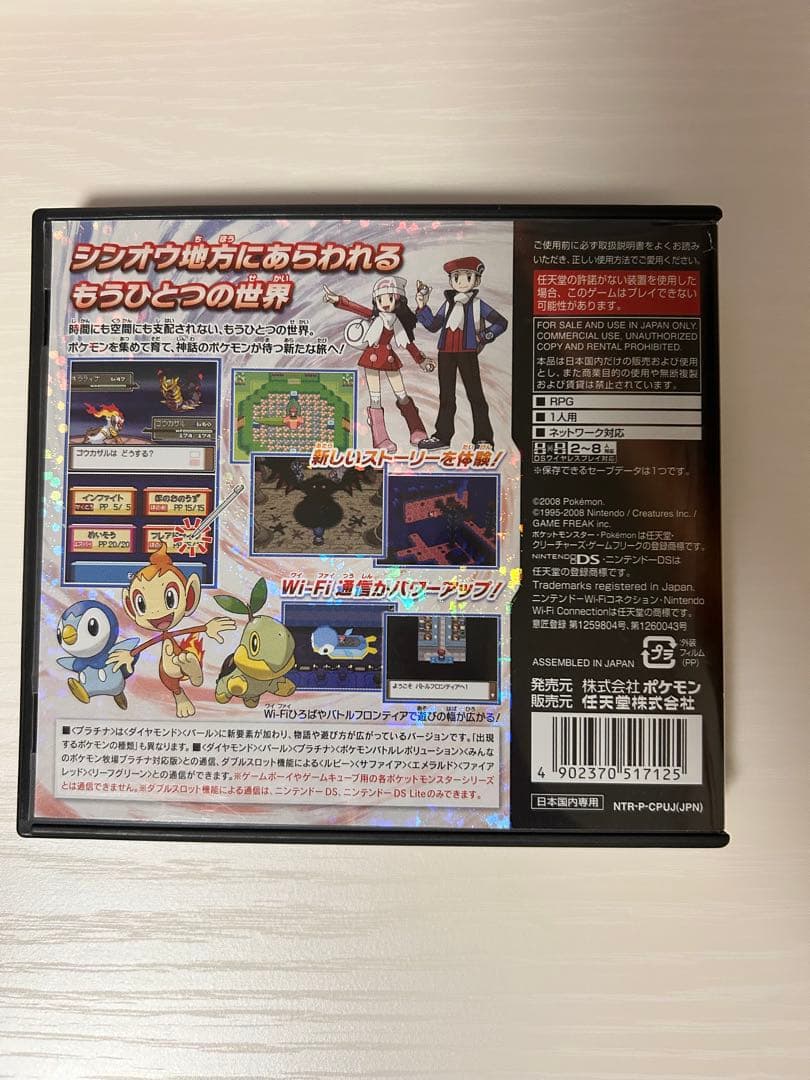 シンオウ地方にあらわれる
もうひとつの世界
時間にも空間にも支配されない、もうひとつの世界。
ポケモンを集めて育て、神話のポケモンが待つ新たな旅へ!
ギラティナ Lv47
ゴウカザル Lv50
174/174
ゴウカザルは どうする?
インファイト
PP 5/5
ほのおのうず
PP 15/15
めいそう
PP 20/20
新しいストーリーを体験!
Wi-Fi 通信がパワーアップ!
ようこそ バトルフロンティアへ!
Wi-Fiひろばやバトルフロンティアで遊びの幅が広がる!
■<プラチナ>は<ダイヤモンド><パール>に新要素が加わり、物語や遊び方が広がっているバージョンです。「出現
するポケモンの種類」も異なります。■<ダイヤモンド><パール><プラチナ><ポケモンバトルレボリューション><みんな
のポケモン牧場プラチナ対応版>との通信、ダブルスロット機能による<ルビー><サファイア><エメラルド><ファイア
レッド><リーフグリーン>との通信ができます。※ゲームボーイやゲームキューブ用の各ポケットモンスターシリーズ
とは通信できません。※ダブルスロット機能による通信は、ニンテンドーDS、ニンテンドーDS Liteのみできます。
ご使用前に必ず取扱説明書をよくお読み
いただき、正しい使用方法でご愛用ください。
任天堂の許諾がない装置を使用した
場合、このゲームはプレイできない
可能性があります。
FOR SALE AND USE IN JAPAN ONLY.
COMMERCIAL USE, UNAUTHORIZED
COPY AND RENTAL PROHIBITED.
本品は日本国内だけの販売および使用
とし、また商業目的の使用や無断複製
および賃貸は禁止されています。
■ RPG
■ 1人用
■ ネットワーク対応
2~8人
DSワイヤレスプレイ対応
※保存できるセーブデータは1つです。
©2008 Pokémon.
©1995-2008 Nintendo / Creatures Inc. /
GAME FREAK inc.
ポケットモンスター・Pokémonは任天堂・
クリーチャーズ・ゲームフリークの登録商標です。
NINTENDO DS・ニンテンドーDSは
任天堂の登録商標です。
Trademarks registered in Japan.
ニンテンドーWi-Fiコネクション・Nintendo
Wi-Fi Connectionは任天堂の商標です。
意匠登録 第1259804号、第1260043号
ASSEMBLED IN JAPAN
プラ
外装
フィルム
(PP)
発売元 株式会社 ポケモン
販売元 任天堂株式会社
4 902370 517125
日本国内専用
NTR-P-CPUJ(JPN)